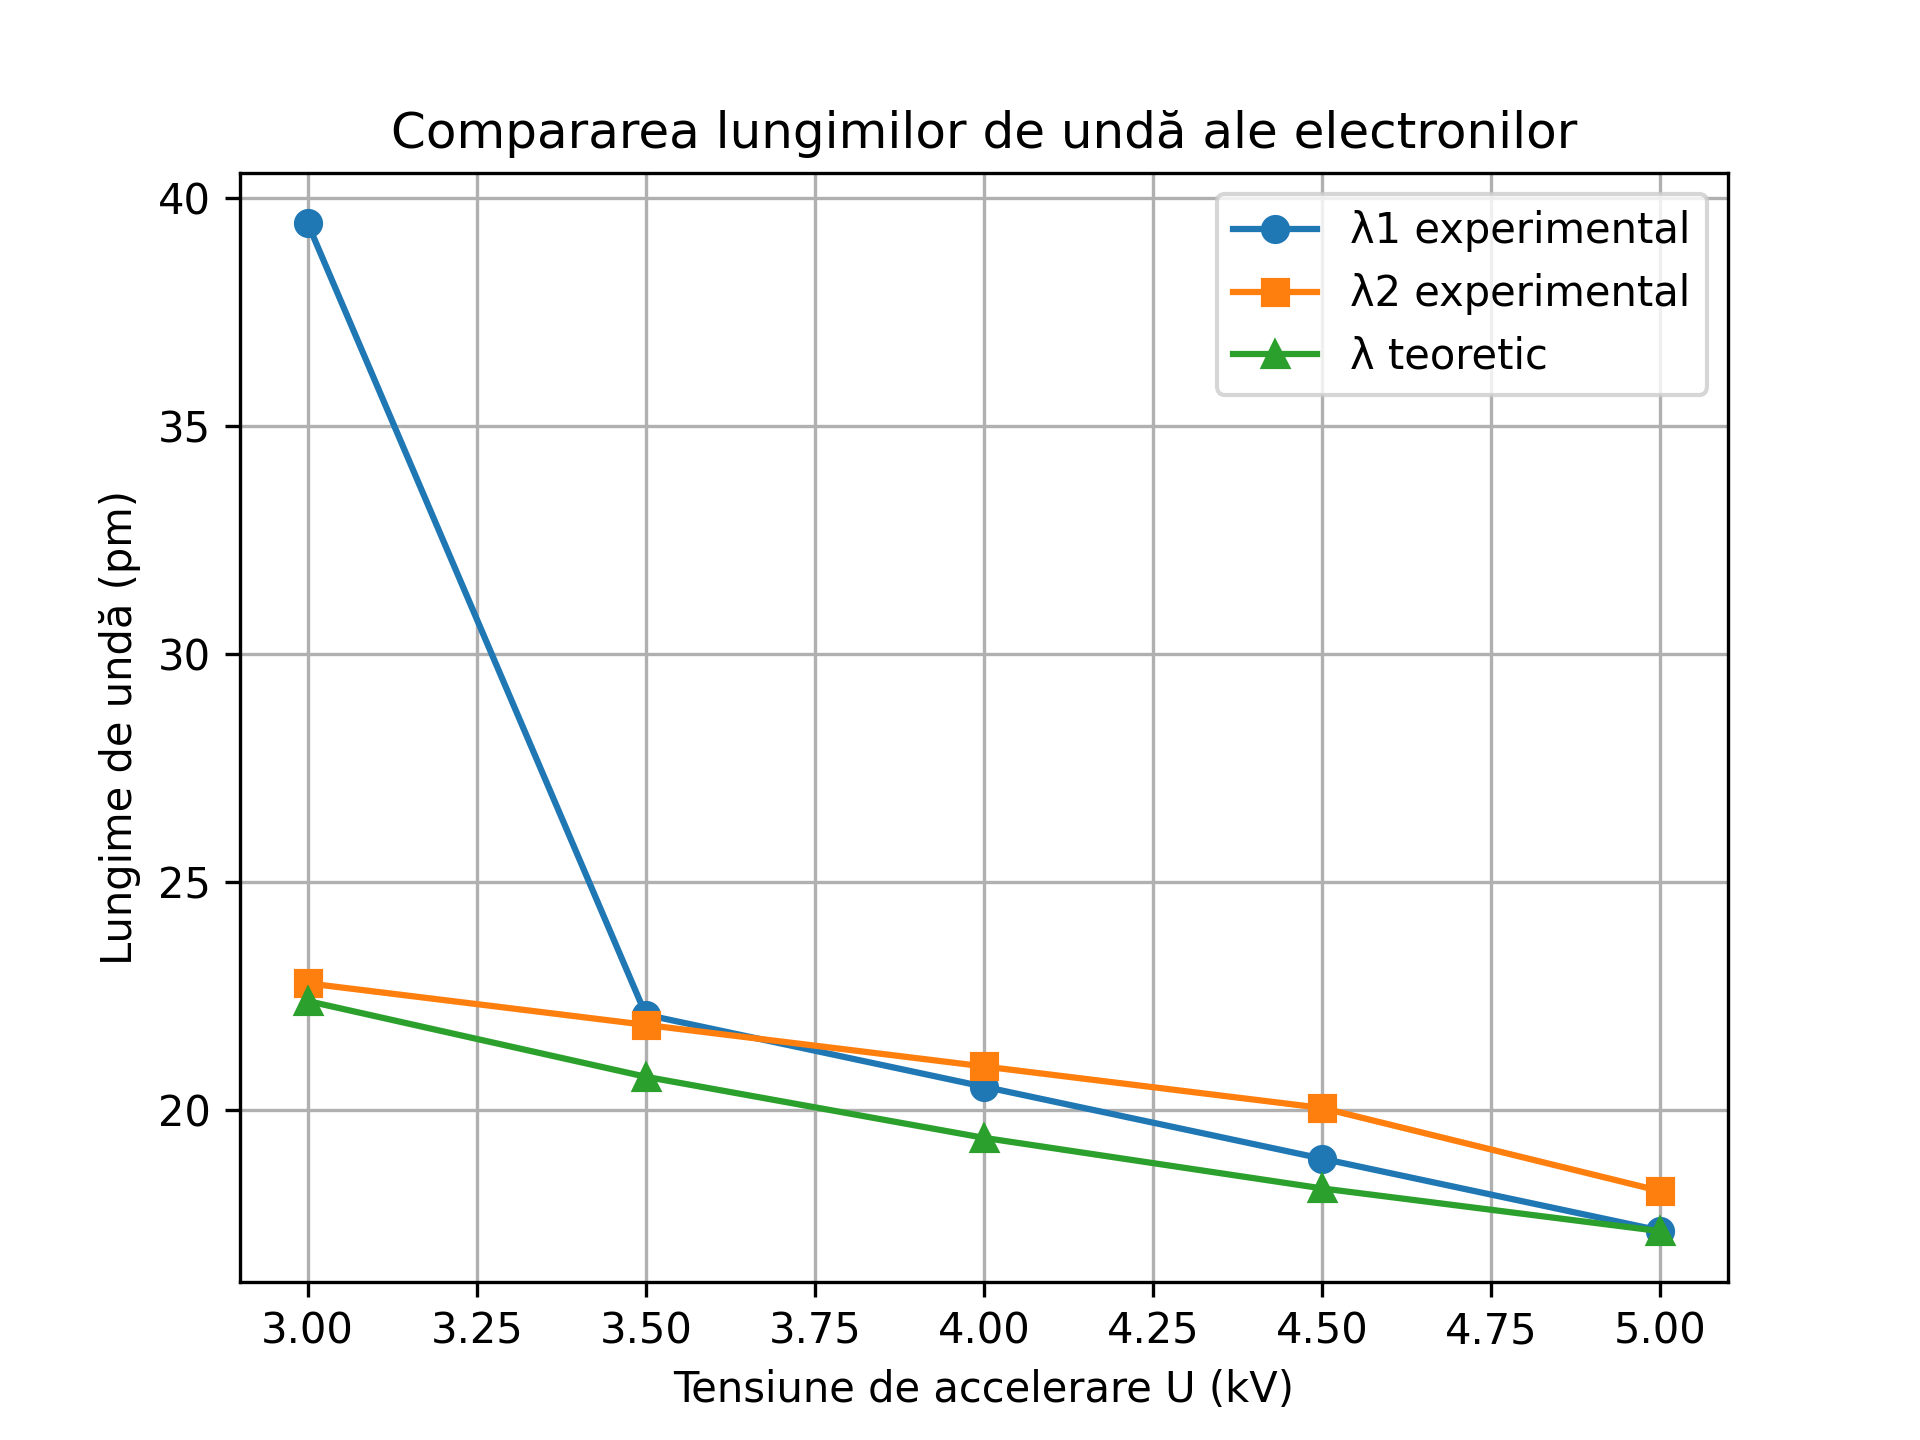 Compararea lungimilor de undă ale electronilor
λ1 experimental
λ2 experimental
λ teoretic
40
35
30
25
20
Lungime de undă (pm)
3.00 3.25 3.50 3.75 4.00 4.25 4.50 4.75 5.00
Tensiune de accelerare U (kV)